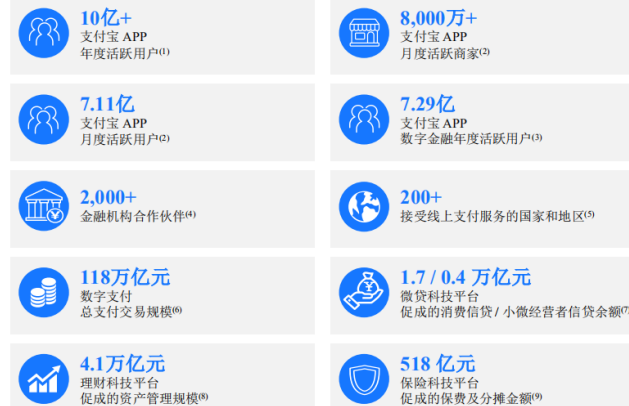 10亿+
支付宝 APP
年度活跃用户(1)
8,000万+
支付宝 APP
月度活跃商家(2)
7.11亿
支付宝 APP
月度活跃用户(2)
7.29亿
支付宝 APP
数字金融年度活跃用户(3)
2,000+
金融机构合作伙伴(4)
200+
接受线上支付服务的国家和地区(5)
118万亿元
数字支付
总支付交易规模(6)
1.7 / 0.4 万亿元
微贷科技平台
促成的消费信贷 / 小微经营者信贷余额(7)
4.1万亿元
理财科技平台
促成的资产管理规模(8)
518 亿元
保险科技平台
促成的保费及分摊金额(9)